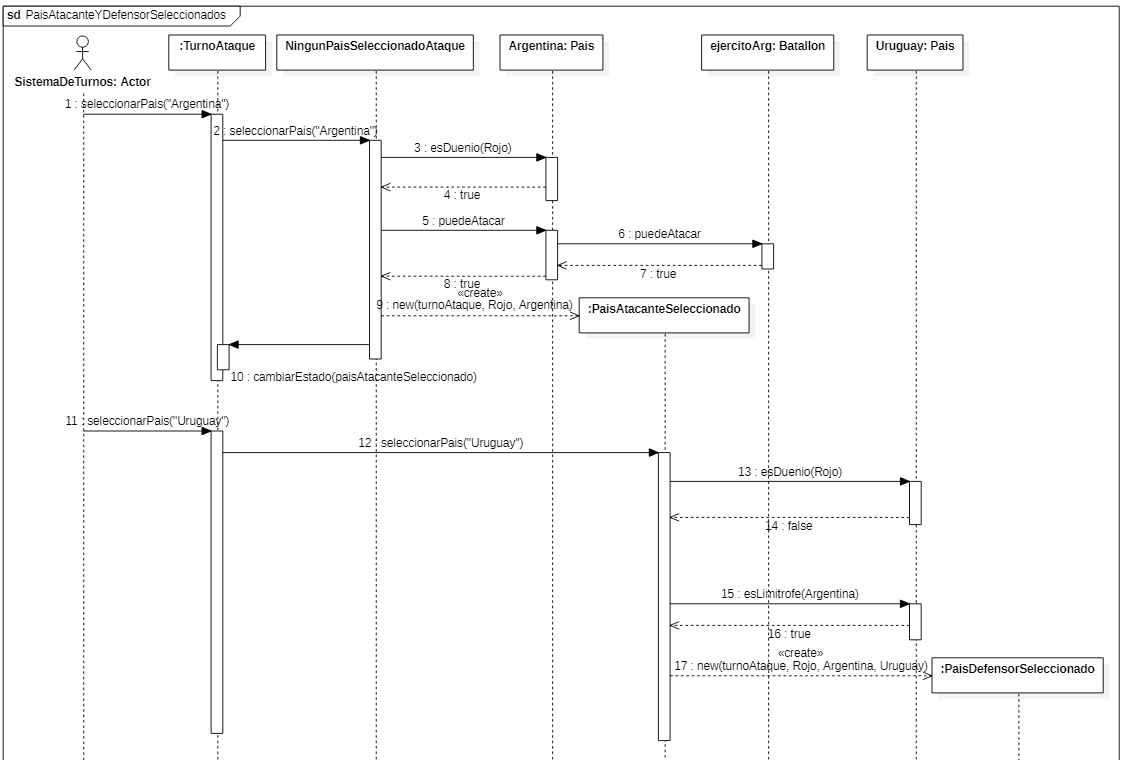 sd PaisAtacanteYDefensorSeleccionados
SistemaDeTurnos: Actor
:TurnoAtaque
NingunPaisSeleccionadoAtaque
Argentina: Pais
ejercitoArg: Batallon
Uruguay: Pais
1 : seleccionarPais("Argentina")
2 : seleccionarPais("Argentina")
3 : esDuenio(Rojo)
4 : true
5 : puedeAtacar
6 : puedeAtacar
7 : true
8 : true
«create»
9 : new(turnoAtaque, Rojo, Argentina)
:PaisAtacanteSeleccionado
10 : cambiarEstado(paisAtacanteSeleccionado)
11 : seleccionarPais("Uruguay")
12 : seleccionarPais("Uruguay")
13 : esDuenio(Rojo)
14 : false
15 : esLimitrofe(Argentina)
16 : true
«create»
17 : new(turnoAtaque, Rojo, Argentina, Uruguay)
:PaisDefensorSeleccionado